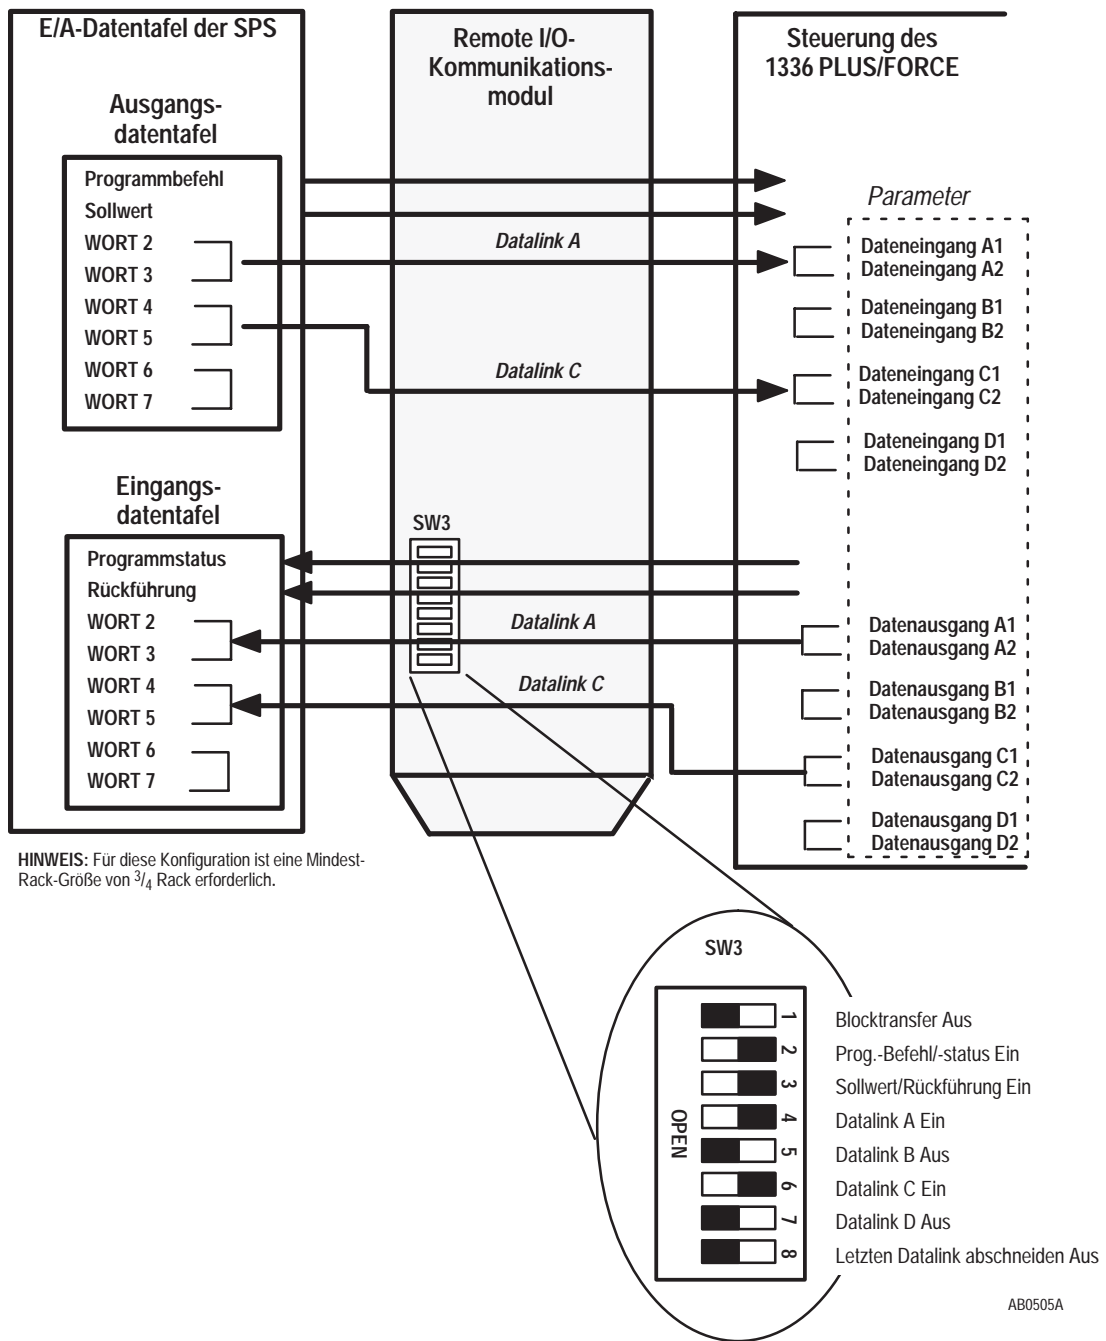 E/A-Datentafel der SPS
Ausgangs-
datentafel
Programmbefehl
Sollwert
WORT 2
WORT 3
WORT 4
WORT 5
WORT 6
WORT 7
Eingangs-
datentafel
Programmstatus
Rückführung
WORT 2
WORT 3
WORT 4
WORT 5
WORT 6
WORT 7
HINWEIS: Für diese Konfiguration ist eine Mindest-
Rack-Größe von 3/4 Rack erforderlich.
Remote I/O-
Kommunikations-
modul
Datalink A
Datalink C
SW3
Datalink A
Datalink C
Steuerung des
1336 PLUS/FORCE
Parameter
Dateneingang A1
Dateneingang A2
Dateneingang B1
Dateneingang B2
Dateneingang C1
Dateneingang C2
Dateneingang D1
Dateneingang D2
Datenausgang A1
Datenausgang A2
Datenausgang B1
Datenausgang B2
Datenausgang C1
Datenausgang C2
Datenausgang D1
Datenausgang D2
SW3
OPEN
1 Blocktransfer Aus
2 Prog.-Befehl/-status Ein
3 Sollwert/Rückführung Ein
4 Datalink A Ein
5 Datalink B Aus
6 Datalink C Ein
7 Datalink D Aus
8 Letzten Datalink abschneiden Aus
AB0505A